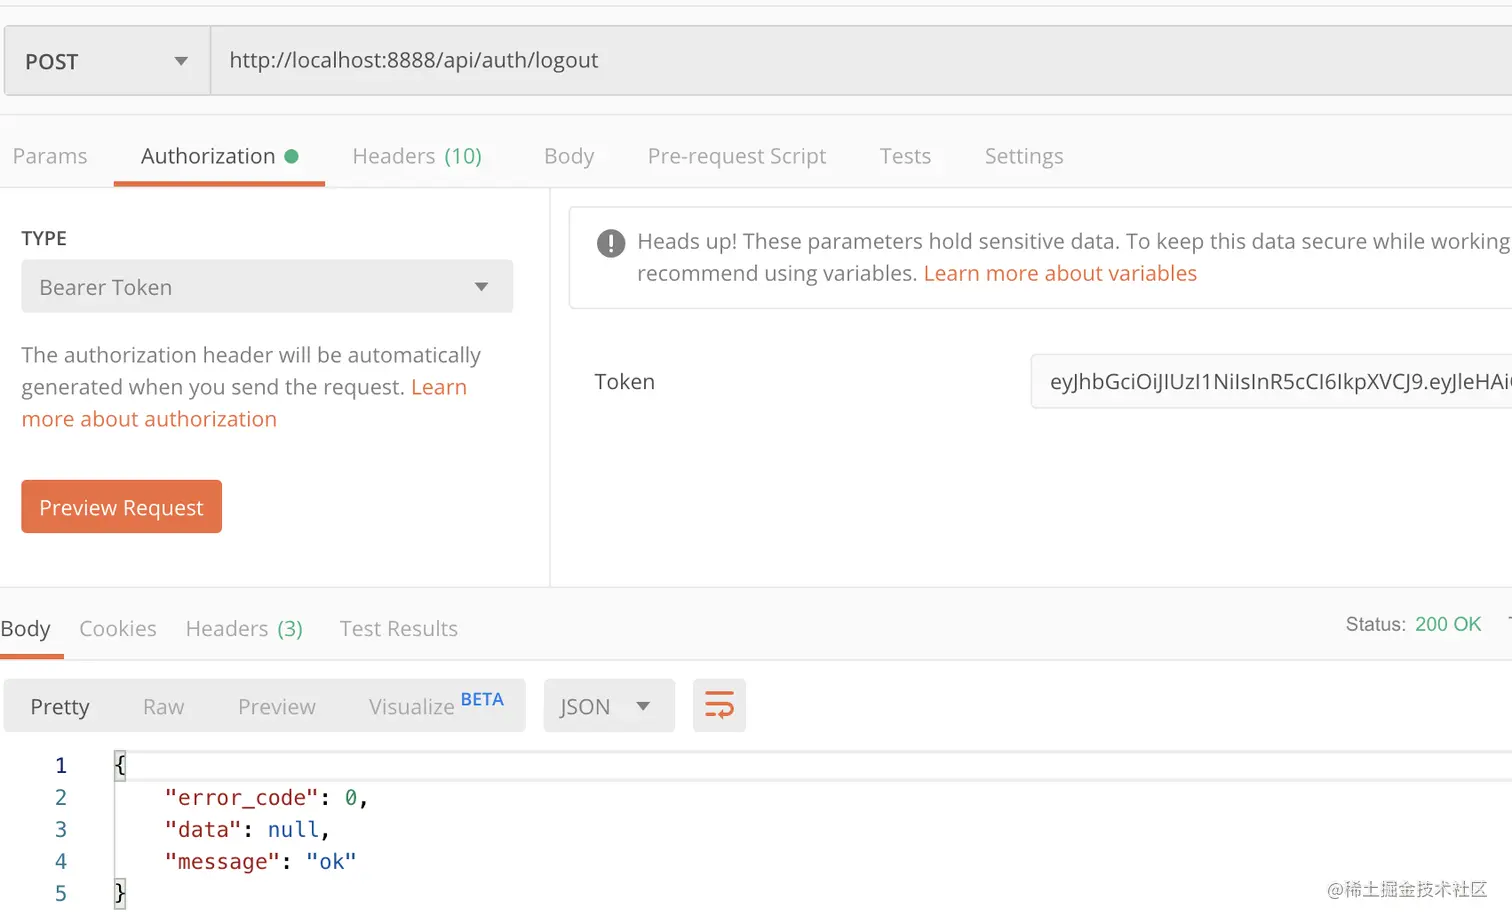 POST http://localhost:8888/api/auth/logout
Params Authorization Headers (10) Body Pre-request Script Tests Settings
TYPE
Bearer Token
The authorization header will be automatically
generated when you send the request. Learn
more about authorization
Preview Request
Heads up! These parameters hold sensitive data. To keep this data secure while working
recommend using variables. Learn more about variables
Token eyJhbGciOiJIUzI1NiIsInR5cCI6IkpXVCJ9.eyJleHAi
Body Cookies Headers (3) Test Results Status: 200 OK
Pretty Raw Preview Visualize BETA JSON
1 {
2 "error_code": 0,
3 "data": null,
4 "message": "ok"
5 }
@稀土掘金技术社区